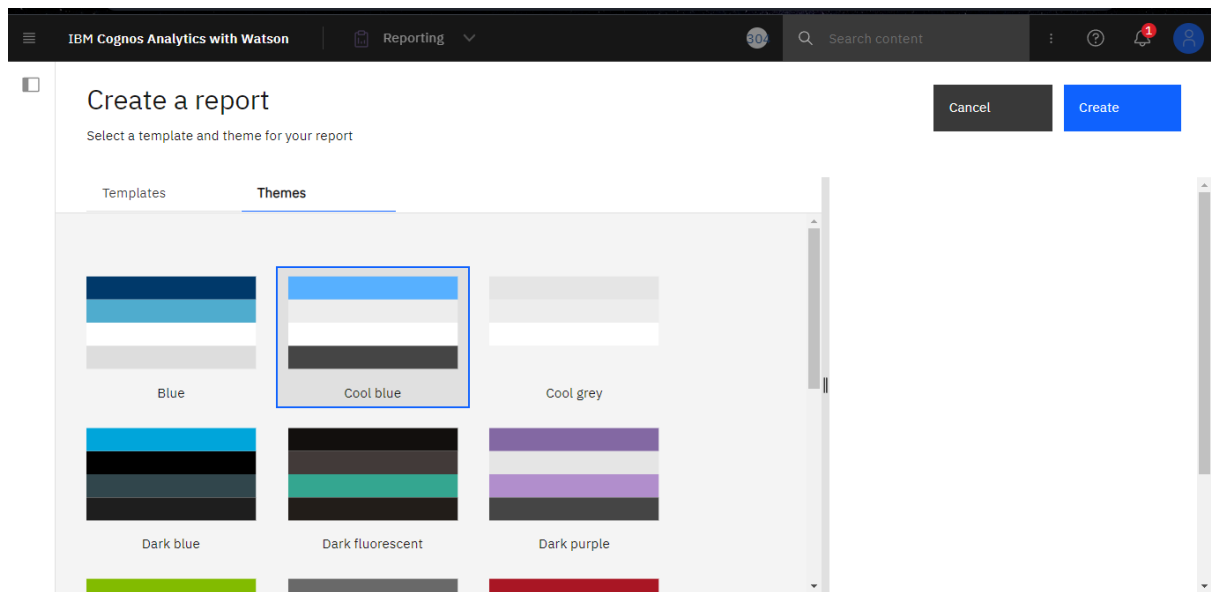 IBM Cognos Analytics with Watson
Reporting
304
Search content
1
Create a report
Select a template and theme for your report
Cancel
Create
Templates
Themes
Blue
Cool blue
Cool grey
Dark blue
Dark fluorescent
Dark purple